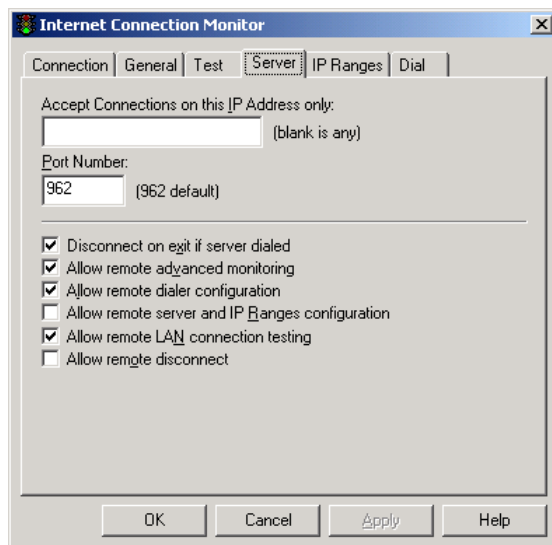 Internet Connection Monitor
Connection General Test Server IP Ranges Dial
Accept Connections on this IP Address only:
(blank is any)
Port Number:
962 (962 default)
Disconnect on exit if server dialed
Allow remote advanced monitoring
Allow remote dialer configuration
Allow remote server and IP Ranges configuration
Allow remote LAN connection testing
Allow remote disconnect
OK Cancel Apply Help